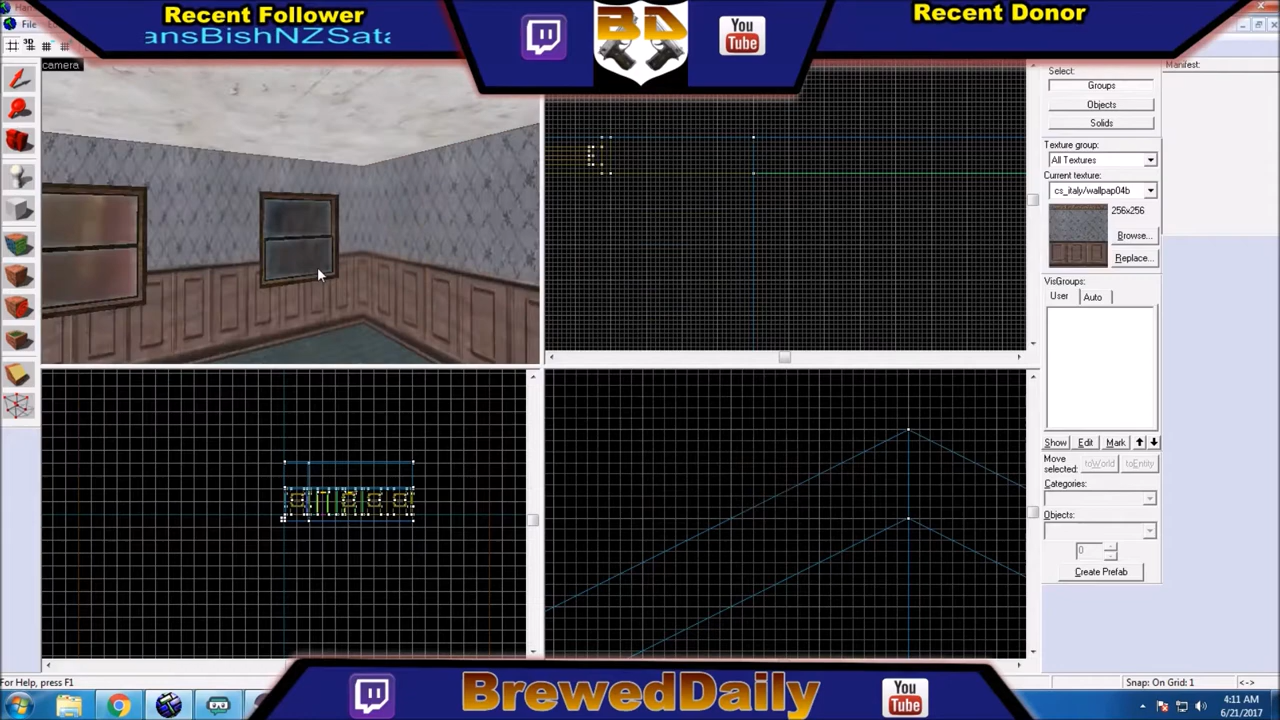 Recent Follower
ansBishNZSata
BD
You
Tube
Recent Donor
File
camera
Select:
Groups
Objects
Solids
Texture group:
All Textures
Current texture:
cs_italy/wallpap04b
256x256
Browse...
Replace...
VisGroups:
User
Auto
Show
Edit
Mark
Move
selected:
toWorld
toEntity
Categories:
Objects:
0
Create Prefab
Manifest:
For Help, press F1
Snap: On Grid: 1
<->
BrewedDaily
You
Tube
4:11 AM
6/21/2017